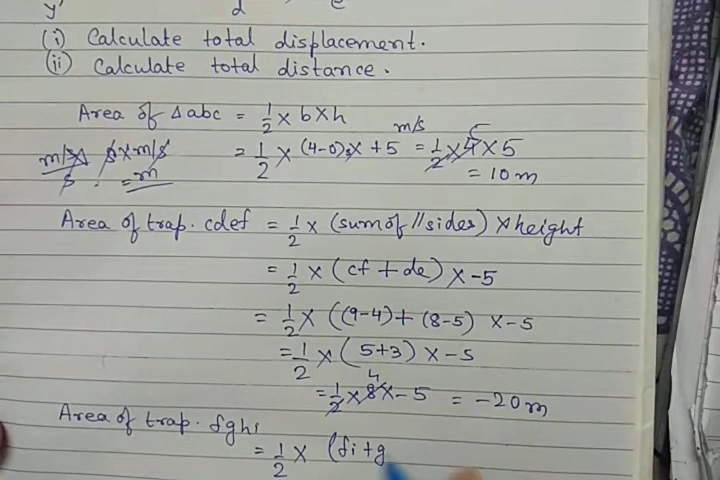 y' d e
(i) Calculate total displacement.
(ii) Calculate total distance.
Area of Δabc = 1/2 × b×h
m/s
= 1/2 × (4-0)s × +5 = 1/2 × 4 × 5
m/s × s × m/s
s = m
= 10m
Area of trap. cdef = 1/2 × (sum of // sides) × height
= 1/2 × (cf + de) × -5
= 1/2 × ((9-4) + (8-5) × -5
= 1/2 × (5+3) × -5
4
= 1/2 × 8 × -5 = -20m
Area of trap. fghi
= 1/2 × (fi+g